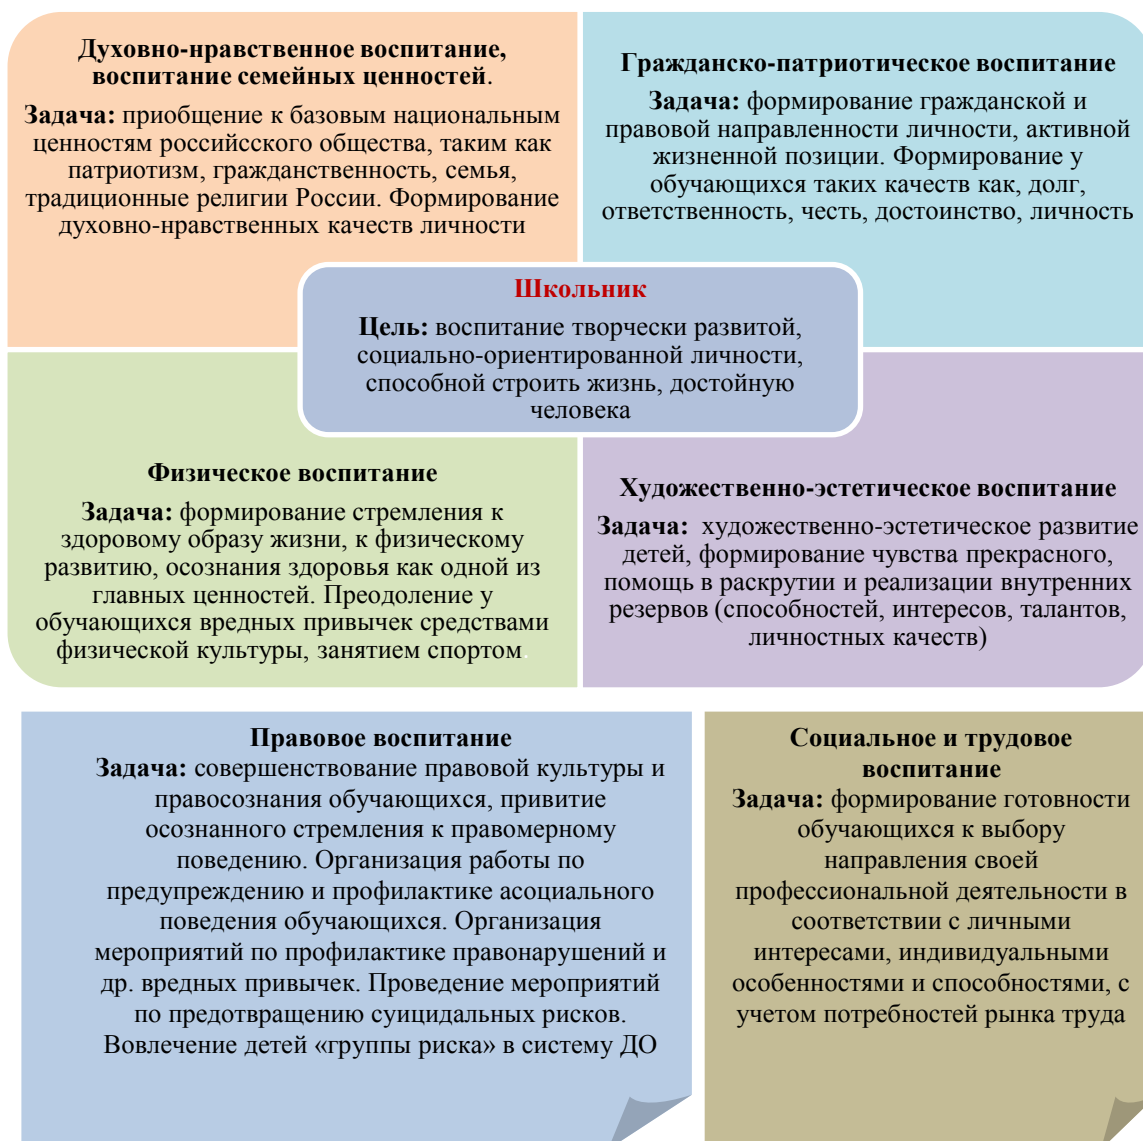 Духовно-нравственное воспитание,
воспитание семейных ценностей.
Задача: приобщение к базовым национальным
ценностям российсского общества, таким как
патриотизм, гражданственность, семья,
традиционные религии России. Формирование
духовно-нравственных качеств личности
Гражданско-патриотическое воспитание
Задача: формирование гражданской и
правовой направленности личности, активной
жизненной позиции. Формирование у
обучающихся таких качеств как, долг,
ответственность, честь, достоинство, личность
Школьник
Цель: воспитание творчески развитой,
социально-ориентированной личности,
способной строить жизнь, достойную
человека
Физическое воспитание
Задача: формирование стремления к
здоровому образу жизни, к физическому
развитию, осознания здоровья как одной из
главных ценностей. Преодоление у
обучающихся вредных привычек средствами
физической культуры, занятием спортом.
Художественно-эстетическое воспитание
Задача: художественно-эстетическое развитие
детей, формирование чувства прекрасного,
помощь в раскрутии и реализации внутренних
резервов (способностей, интересов, талантов,
личностных качеств)
Правовое воспитание
Задача: совершенствование правовой культуры и
правосознания обучающихся, привитие
осознанного стремления к правомерному
поведению. Организация работы по
предупреждению и профилактике асоциального
поведения обучающихся. Организация
мероприятий по профилактике правонарушений и
др. вредных привычек. Проведение мероприятий
по предотвращению суицидальных рисков.
Вовлечение детей «группы риска» в систему ДО
Социальное и трудовое
воспитание
Задача: формирование готовности
обучающихся к выбору
направления своей
профессиональной деятельности в
соответствии с личными
интересами, индивидуальными
особенностями и способностями, с
учетом потребностей рынка труда